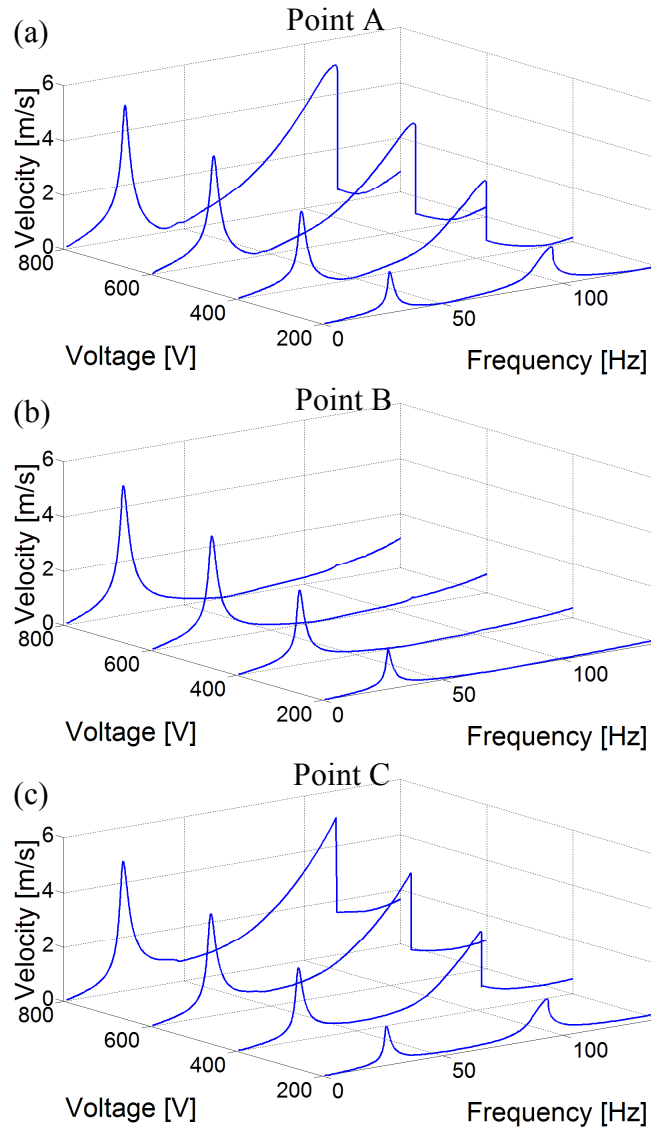 (a)
Point A
6
4
2
0
Velocity [m/s]
800
600
400
200
Voltage [V]
0
50
100
Frequency [Hz]
(b)
Point B
6
4
2
0
Velocity [m/s]
800
600
400
200
Voltage [V]
0
50
100
Frequency [Hz]
(c)
Point C
6
4
2
0
Velocity [m/s]
800
600
400
200
Voltage [V]
0
50
100
Frequency [Hz]